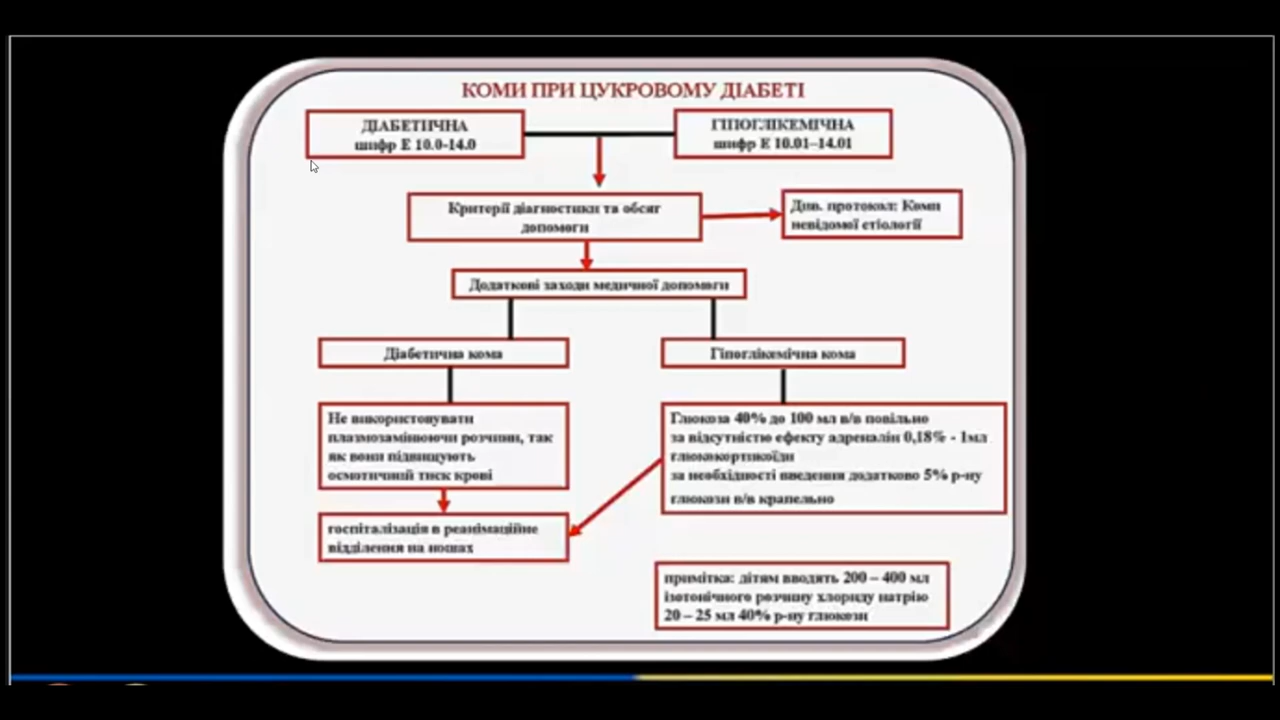 КОМИ ПРИ ЦУКРОВОМУ ДІАБЕТІ
ДІАБЕТИЧНА
шифр Е 10.0-14.0
ГІПОГЛІКЕМІЧНА
шифр Е 10.01–14.01
Критерії діагностики та обсяг
допомоги
Див. протокол: Коми
невідомої етіології
Додаткові заходи медичної допомоги
Діабетична кома
Гіпоглікемічна кома
Не використовувати
плазмозамінюючи розчини, так
як вони підвищують
осмотичний тиск крові
Глюкоза 40% до 100 мл в/в повільно
за відсутністю ефекту адреналін 0,18% - 1мл
глюкокортікоїди
за необхідності введення додатково 5% р-ну
глюкози в/в крапельно
госпіталізація в реанімаційне
відділення на ношах
примітка: дітям вводять 200 – 400 мл
ізотонічного розчину хлориду натрію
20 – 25 мл 40% р-ну глюкози